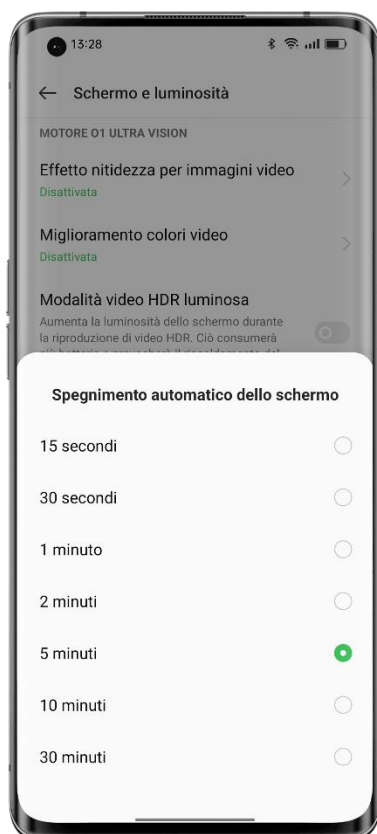 13:28
Schermo e luminosità
MOTORE O1 ULTRA VISION
Effetto nitidezza per immagini video
Disattivata
Miglioramento colori video
Disattivata
Modalità video HDR luminosa
Aumenta la luminosità dello schermo durante
la riproduzione di video HDR. Ciò consumerà
Spegnimento automatico dello schermo
15 secondi
30 secondi
1 minuto
2 minuti
5 minuti
10 minuti
30 minuti